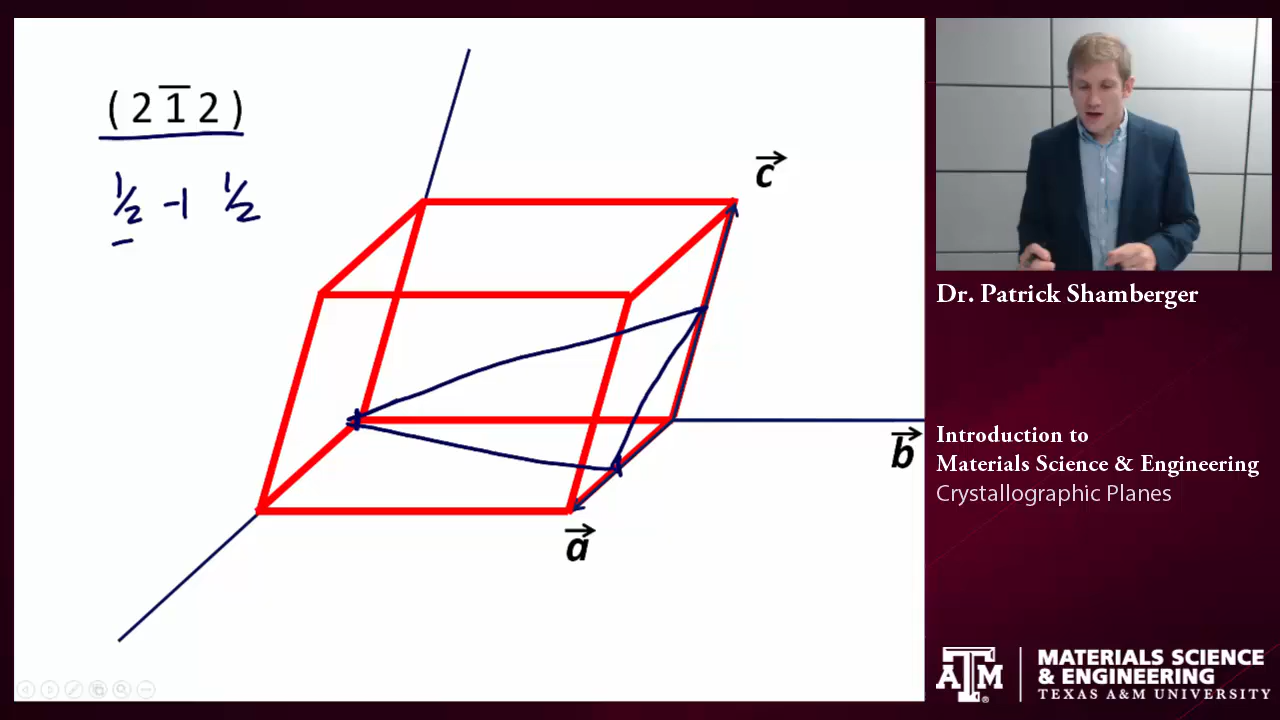 (2 1̅ 2)
½ -1 ½
c⃗
b⃗
a⃗
Dr. Patrick Shamberger
Introduction to
Materials Science & Engineering
Crystallographic Planes
ATM
MATERIALS SCIENCE
& ENGINEERING
TEXAS A&M UNIVERSITY